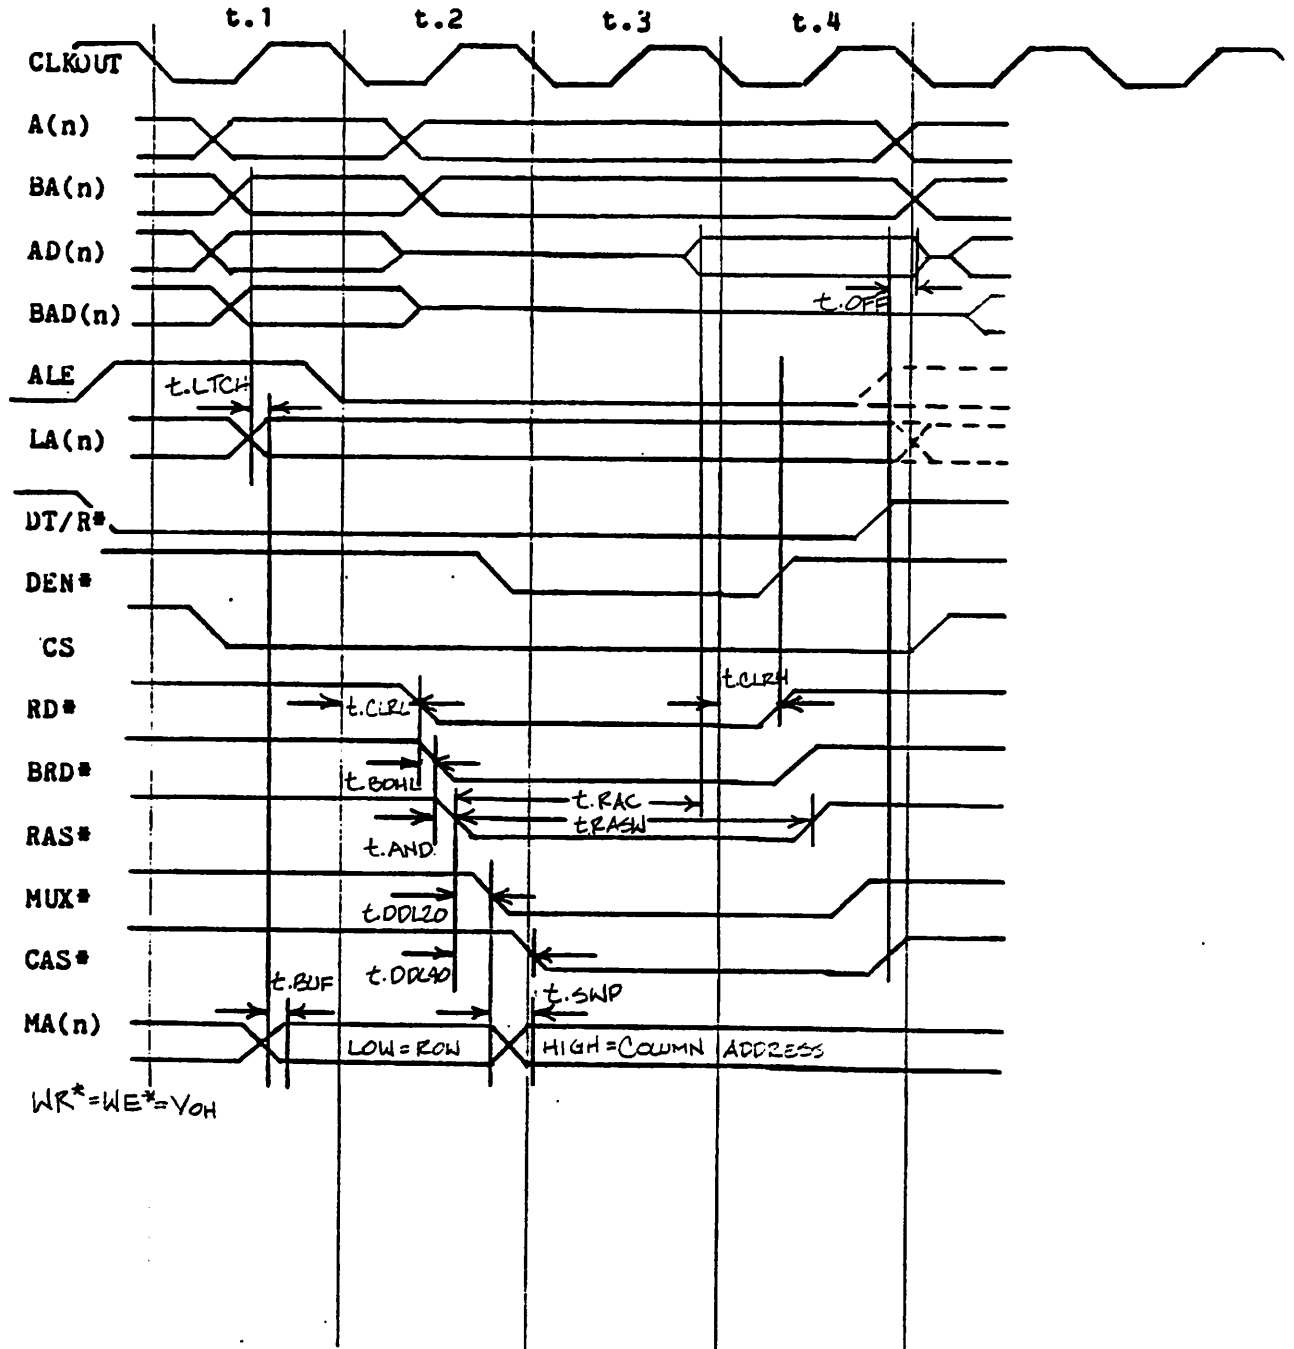 t.1 t.2 t.3 t.4
CLKOUT
A(n)
BA(n)
AD(n)
t.OFF
BAD(n)
ALE
t.LTCH
LA(n)
DT/R*
DEN*
CS
t.CLRH
RD*
t.CLRL
BRD*
t.BOHL
t.RAC
t.RASW
RAS*
t.AND
MUX*
t.DDL20
CAS*
t.DDL40
t.BUF
t.SWP
MA(n)
LOW=ROW HIGH=COLUMN ADDRESS
WR*=WE*=VOH